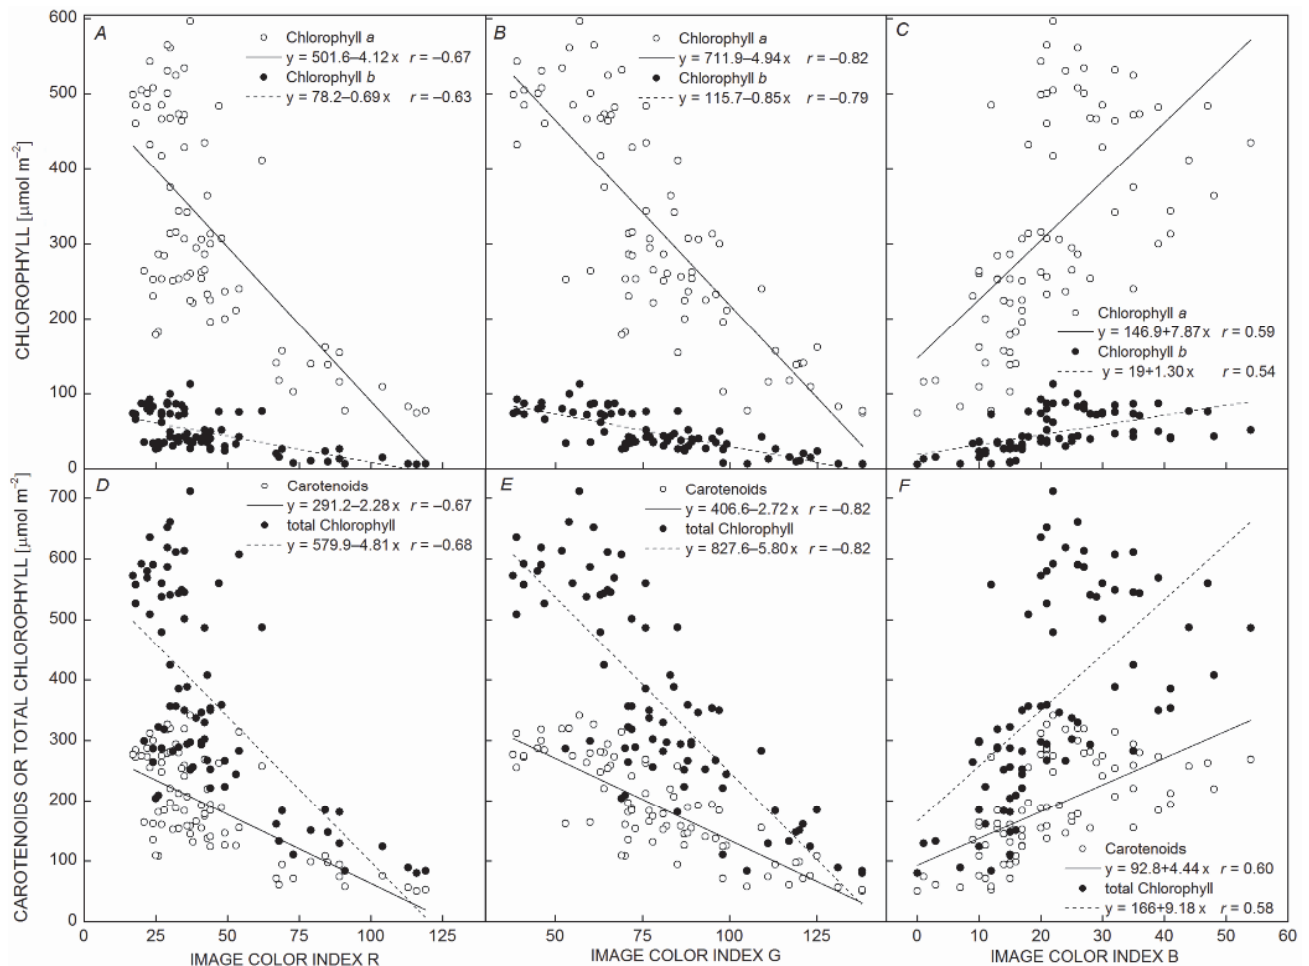 A
Chlorophyll a
y = 501.6–4.12 x r = –0.67
Chlorophyll b
y = 78.2–0.69x r = –0.63
B
Chlorophyll a
y = 711.9–4.94x r = –0.82
Chlorophyll b
y = 115.7–0.85x r = –0.79
C
Chlorophyll a
y = 146.9+7.87x r = 0.59
Chlorophyll b
y = 19+1.30 x r = 0.54
600
500
400
300
200
100
0
CHLOROPHYLL [µmol m–2]
D
Carotenoids
y = 291.2–2.28 x r = –0.67
total Chlorophyll
y = 579.9–4.81 x r = –0.68
E
Carotenoids
y = 406.6–2.72 x r = –0.82
total Chlorophyll
y = 827.6–5.80 x r = –0.82
F
Carotenoids
y = 92.8+4.44 x r = 0.60
total Chlorophyll
y = 166+9.18 x r = 0.58
700
600
500
400
300
200
100
0
CAROTENOIDS OR TOTAL CHLOROPHYLL [µmol m–2]
0 25 50 75 100 125
50 75 100 125
0 10 20 30 40 50 60
IMAGE COLOR INDEX R
IMAGE COLOR INDEX G
IMAGE COLOR INDEX B